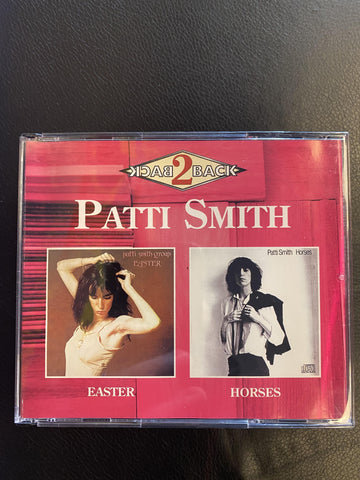 BACK 2 BACK
PATTI SMITH
patti smith group
EASTER
Patti Smith Horses
EASTER
HORSES